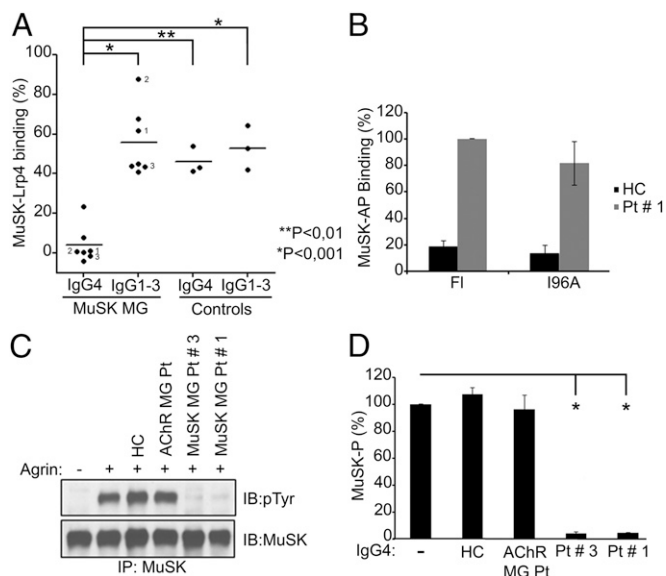 A
MuSK-Lrp4 binding (%)
100
80
60
40
20
0
*
**
*
2
1
3
2
3
IgG4 IgG1-3 IgG4 IgG1-3
MuSK MG Controls
**P<0,01
*P<0,001
B
MuSK-AP Binding (%)
120
100
80
60
40
20
0
HC
Pt # 1
Fl I96A
C
HC
AChR MG Pt
MuSK MG Pt # 3
MuSK MG Pt # 1
Agrin: - + + + + +
IB:pTyr
IB:MuSK
IP: MuSK
D
MuSK-P (%)
120
100
80
60
40
20
0
* *
IgG4: - HC AChR Pt # 3 Pt # 1
MG Pt